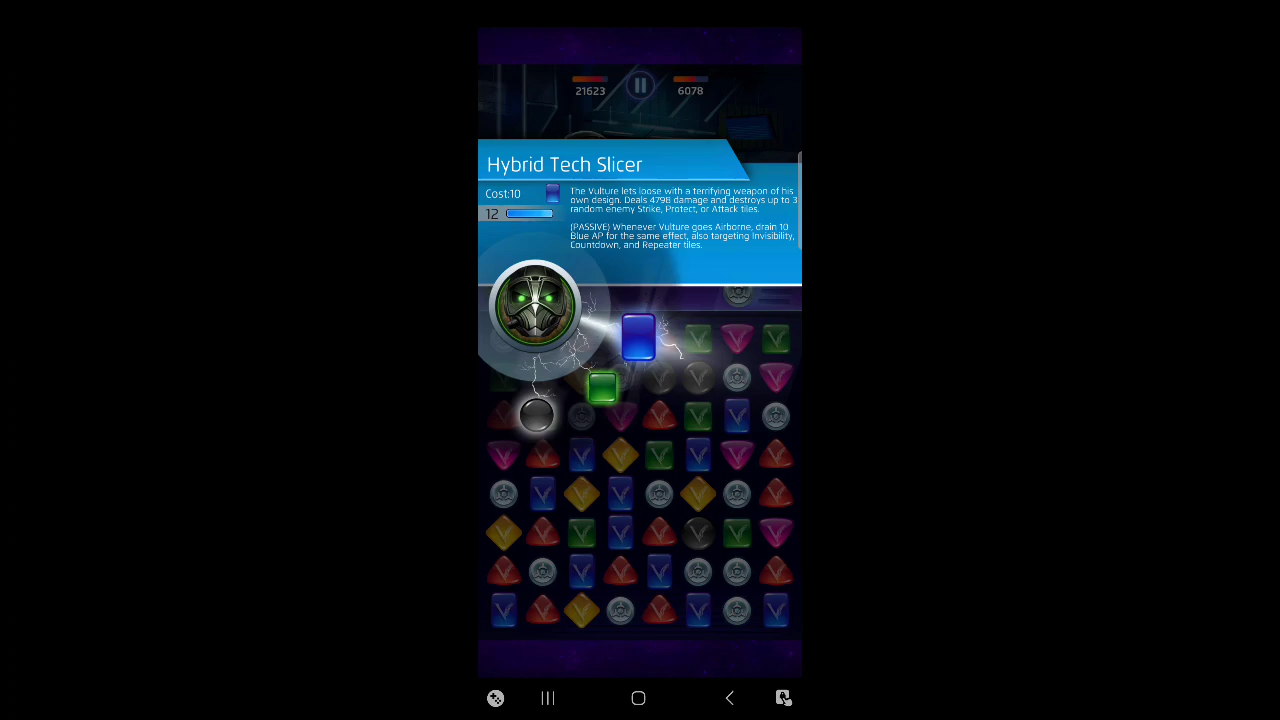 21623
6078
Hybrid Tech Slicer
Cost:10
12
The Vulture lets loose with a terrifying weapon of his
own design. Deals 4798 damage and destroys up to 3
random enemy Strike, Protect, or Attack tiles.
(PASSIVE) Whenever Vulture goes Airborne, drain 10
Blue AP for the same effect, also targeting Invisibility,
Countdown, and Repeater tiles.